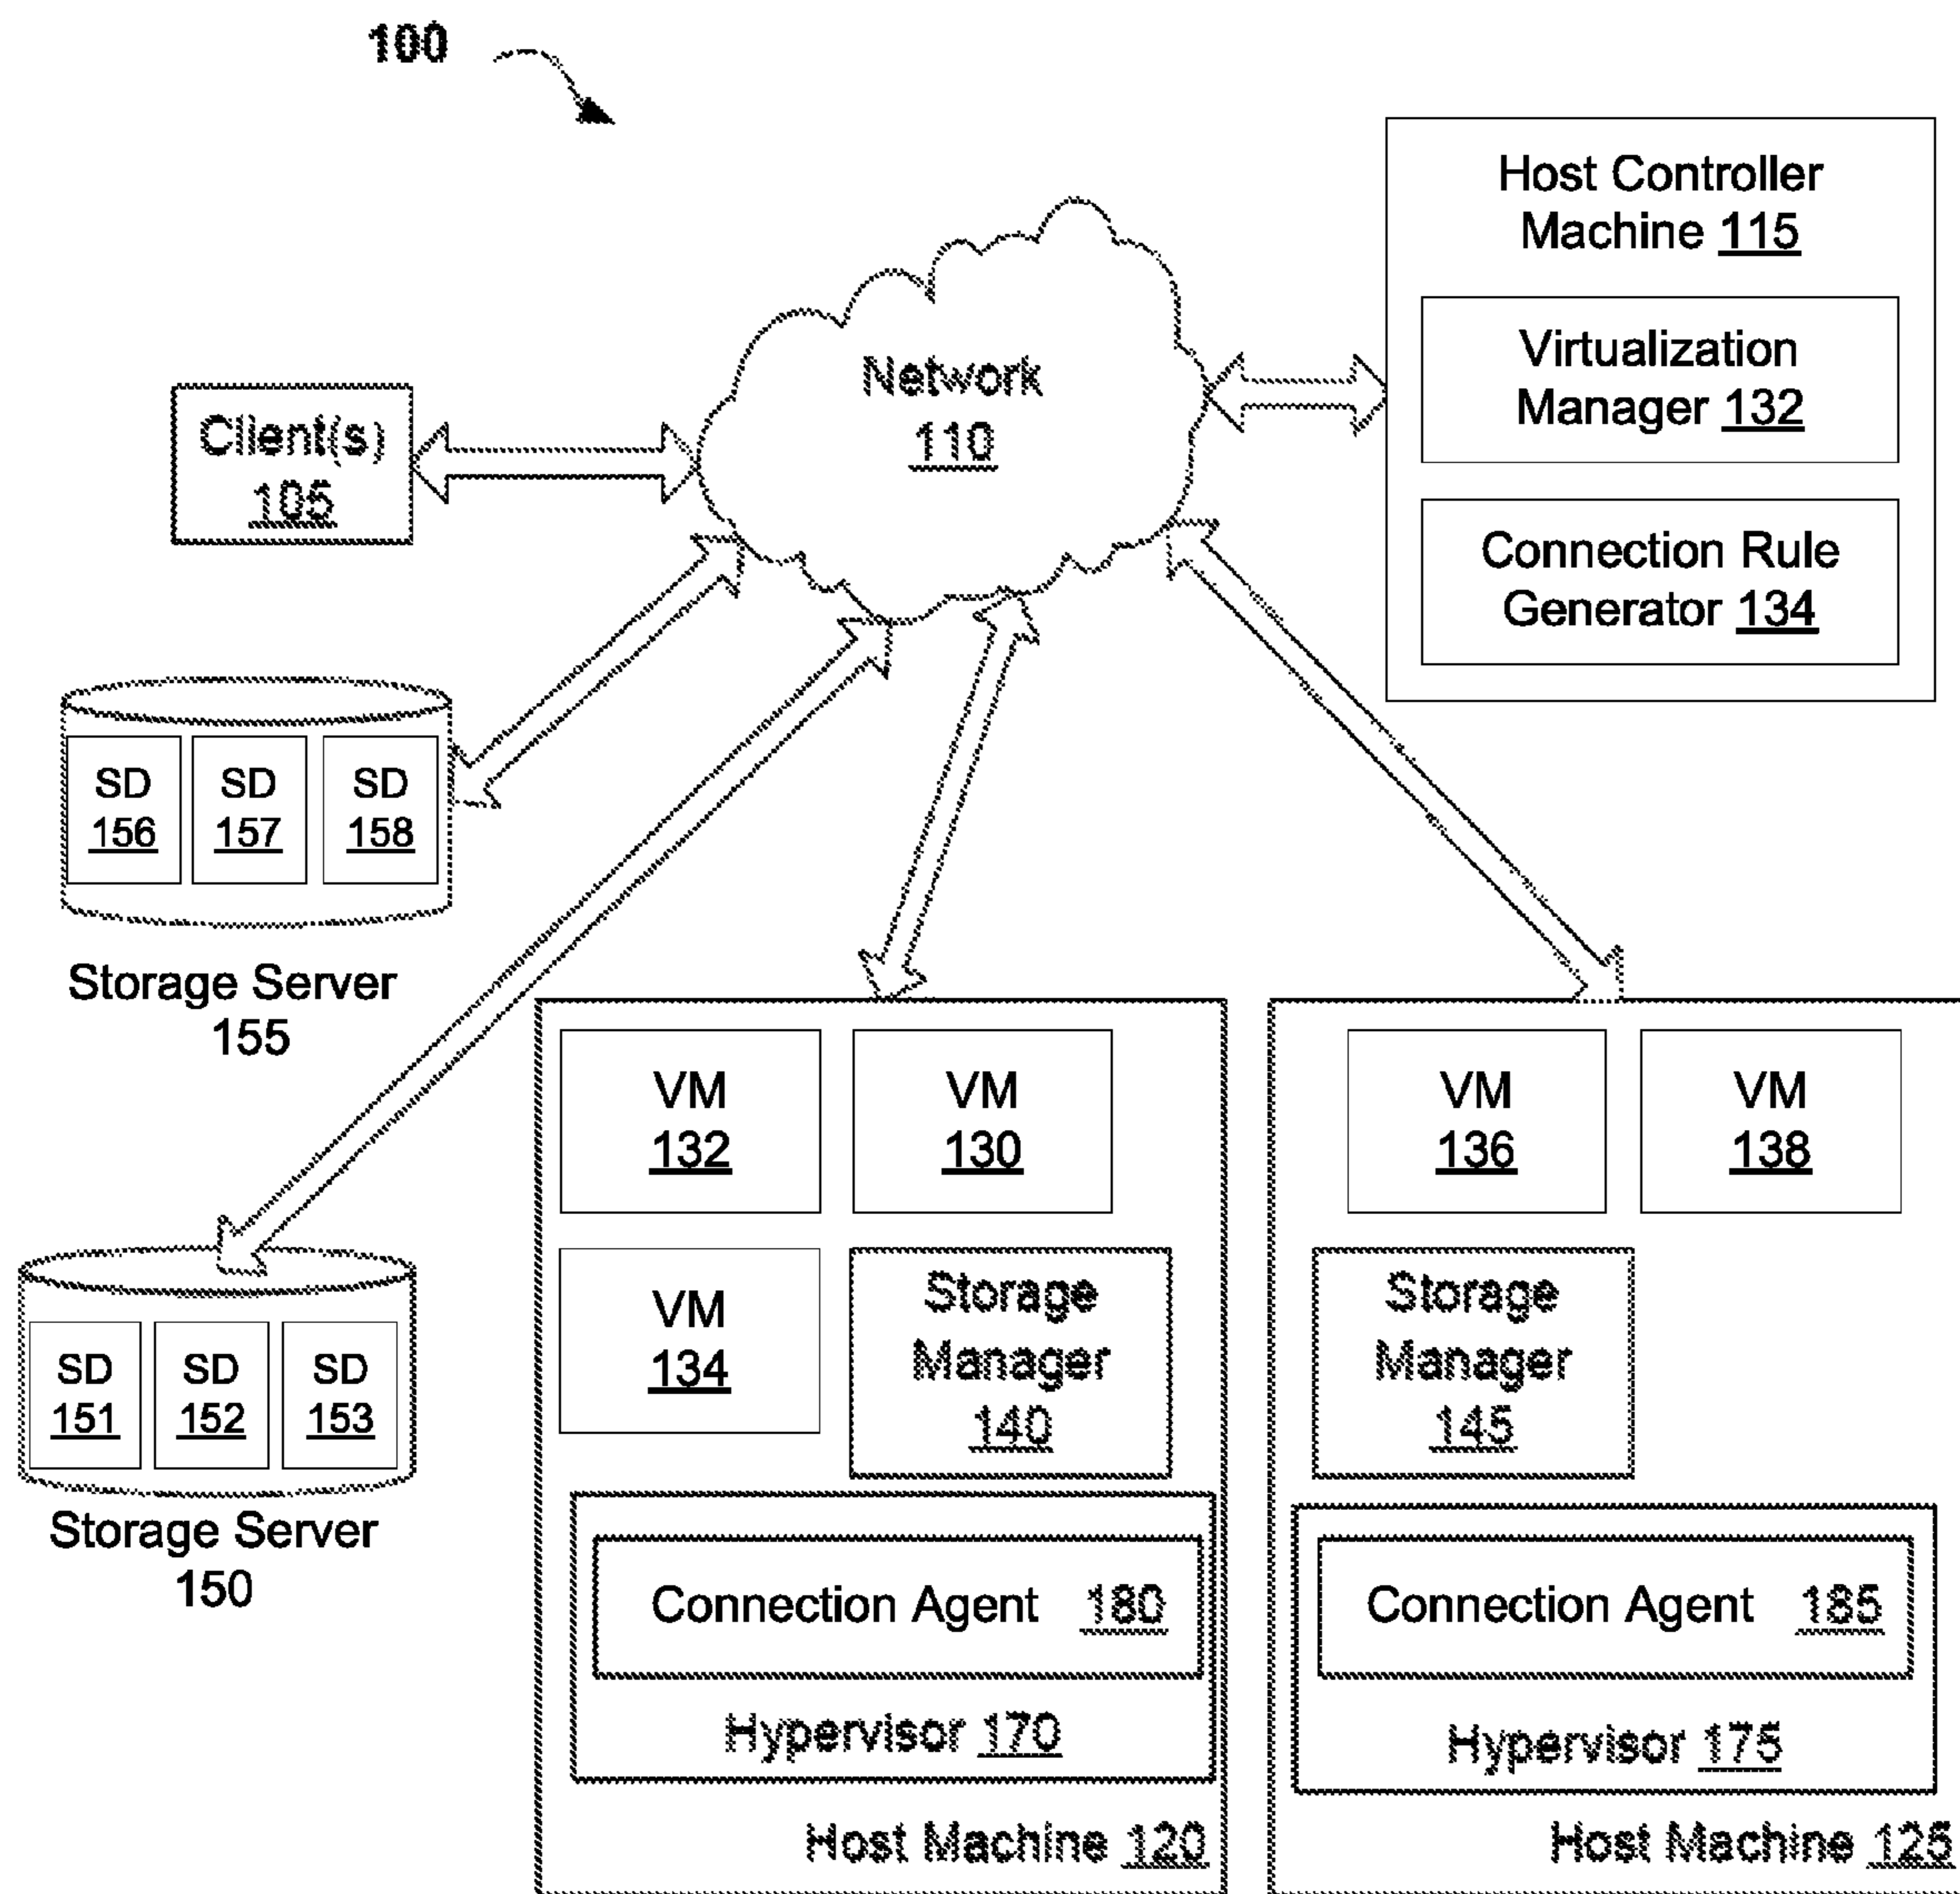 100
Host Controller
Machine 115
Virtualization
Manager 132
Connection Rule
Generator 134
Network
110
Client(s)
105
SD
156
SD
157
SD
158
Storage Server
155
SD
151
SD
152
SD
153
Storage Server
150
VM
132
VM
130
VM
134
Storage
Manager
140
Connection Agent 180
Hypervisor 170
Host Machine 120
VM
136
VM
138
Storage
Manager
145
Connection Agent 185
Hypervisor 175
Host Machine 125